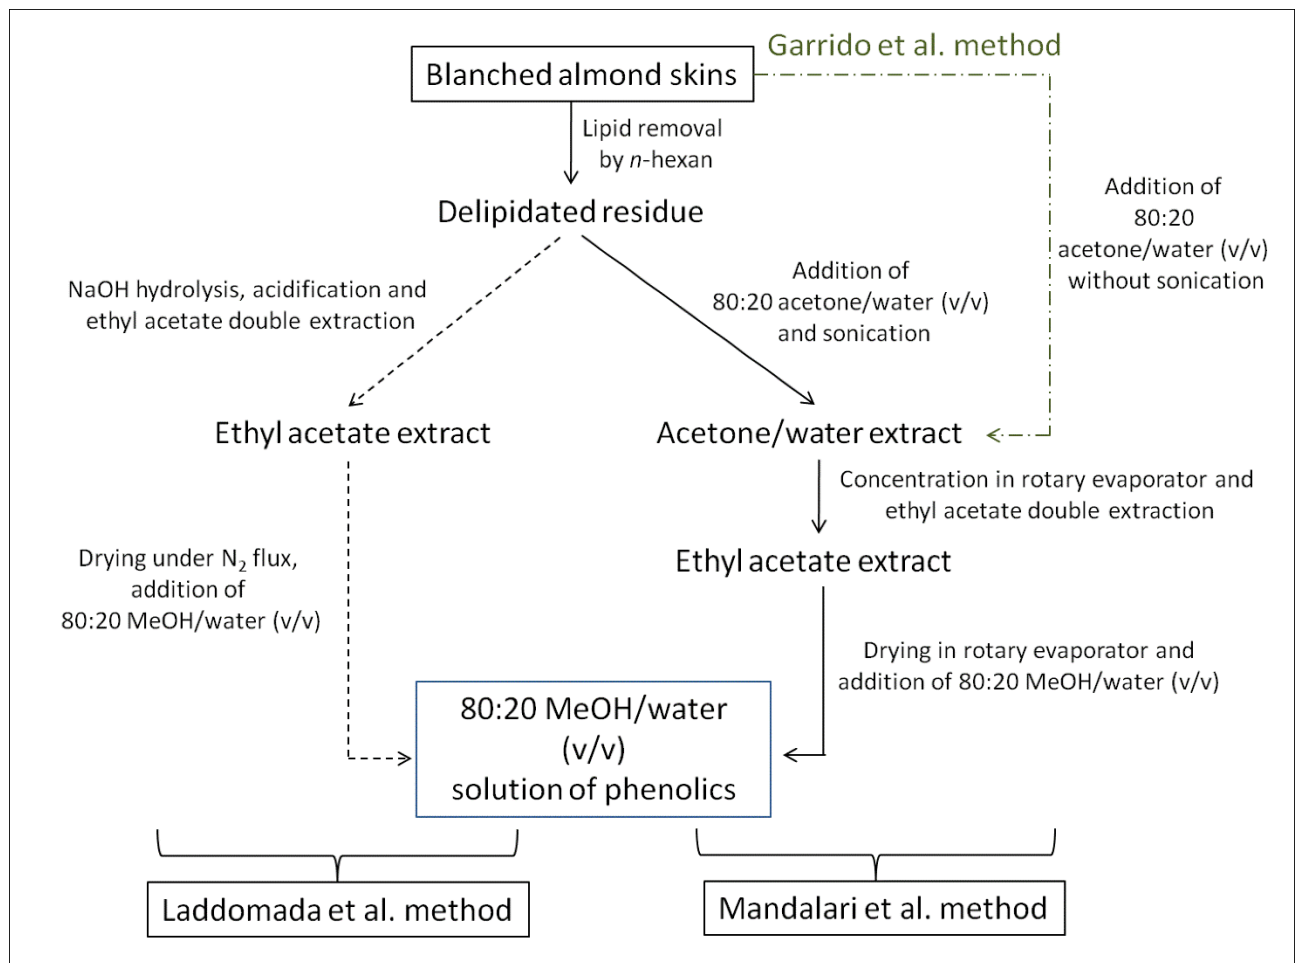 Garrido et al. method
Blanched almond skins
Lipid removal
by n-hexan
Addition of
80:20
acetone/water (v/v)
without sonication
Delipidated residue
NaOH hydrolysis, acidification and
ethyl acetate double extraction
Addition of
80:20 acetone/water (v/v)
and sonication
Ethyl acetate extract
Acetone/water extract
Concentration in rotary evaporator and
ethyl acetate double extraction
Drying under N₂ flux,
addition of
80:20 MeOH/water (v/v)
Ethyl acetate extract
Drying in rotary evaporator and
addition of 80:20 MeOH/water (v/v)
80:20 MeOH/water
(v/v)
solution of phenolics
Laddomada et al. method
Mandalari et al. method